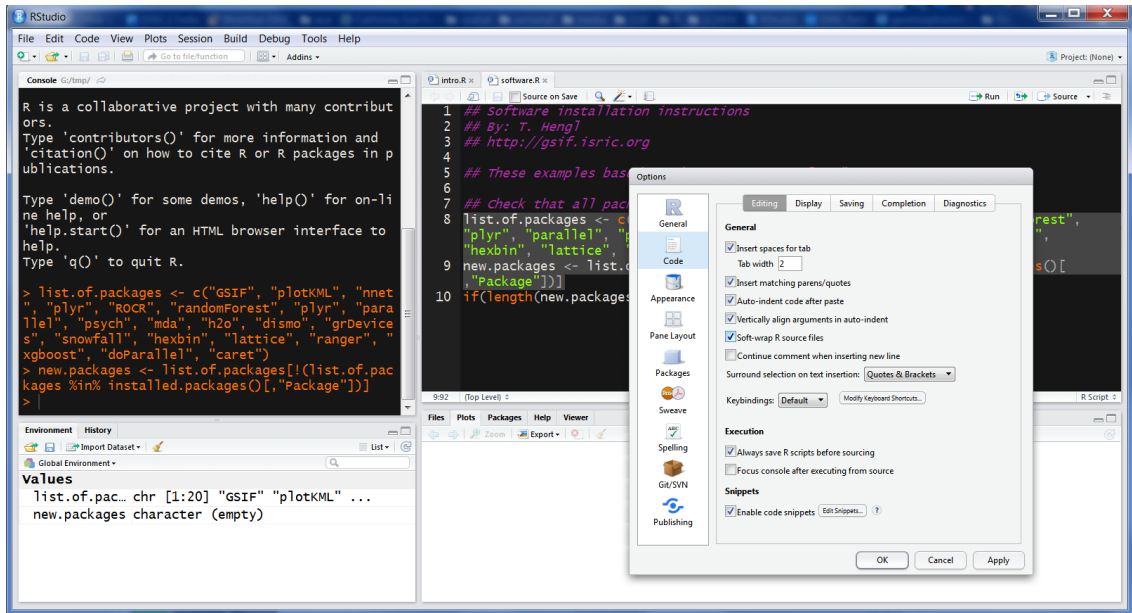 RStudio
File Edit Code View Plots Session Build Debug Tools Help
Go to file/function Addins Project: (None)
Console G:/tmp/
R is a collaborative project with many contribut
ors.
Type 'contributors()' for more information and
'citation()' on how to cite R or R packages in p
ublications.
Type 'demo()' for some demos, 'help()' for on-li
ne help, or
'help.start()' for an HTML browser interface to
help.
Type 'q()' to quit R.
> list.of.packages <- c("GSIF", "plotKML", "nnet
", "plyr", "ROCR", "randomForest", "plyr", "para
llel", "psych", "mda", "h2o", "dismo", "grDevice
s", "snowfall", "hexbin", "lattice", "ranger", "
xgboost", "doParallel", "caret")
> new.packages <- list.of.packages[!(list.of.pac
kages %in% installed.packages()[,"Package"])]
>
Environment History
Import Dataset List
Global Environment
Values
list.of.pac… chr [1:20] "GSIF" "plotKML" ...
new.packages character (empty)
intro.R software.R
Source on Save Run Source
1 ## Software installation instructions
2 ## By: T. Hengl
3 ## http://gsif.isric.org
4
5 ## These examples bas
6
7 ## Check that all pac
8 list.of.packages <- c rest",
"plyr", "parallel", "p ",
"hexbin", "lattice", "
9 new.packages <- list.o s()[
,"Package"])]
10 if(length(new.packages
9:92 (Top Level) R Script
Files Plots Packages Help Viewer
Zoom Export
Options
General
Code
Appearance
Pane Layout
Packages
Sweave
ABC
Spelling
Git/SVN
Publishing
Editing Display Saving Completion Diagnostics
General
Insert spaces for tab
Tab width 2
Insert matching parens/quotes
Auto-indent code after paste
Vertically align arguments in auto-indent
Soft-wrap R source files
Continue comment when inserting new line
Surround selection on text insertion: Quotes & Brackets
Keybindings: Default Modify Keyboard Shortcuts...
Execution
Always save R scripts before sourcing
Focus console after executing from source
Snippets
Enable code snippets Edit Snippets... ?
OK Cancel Apply